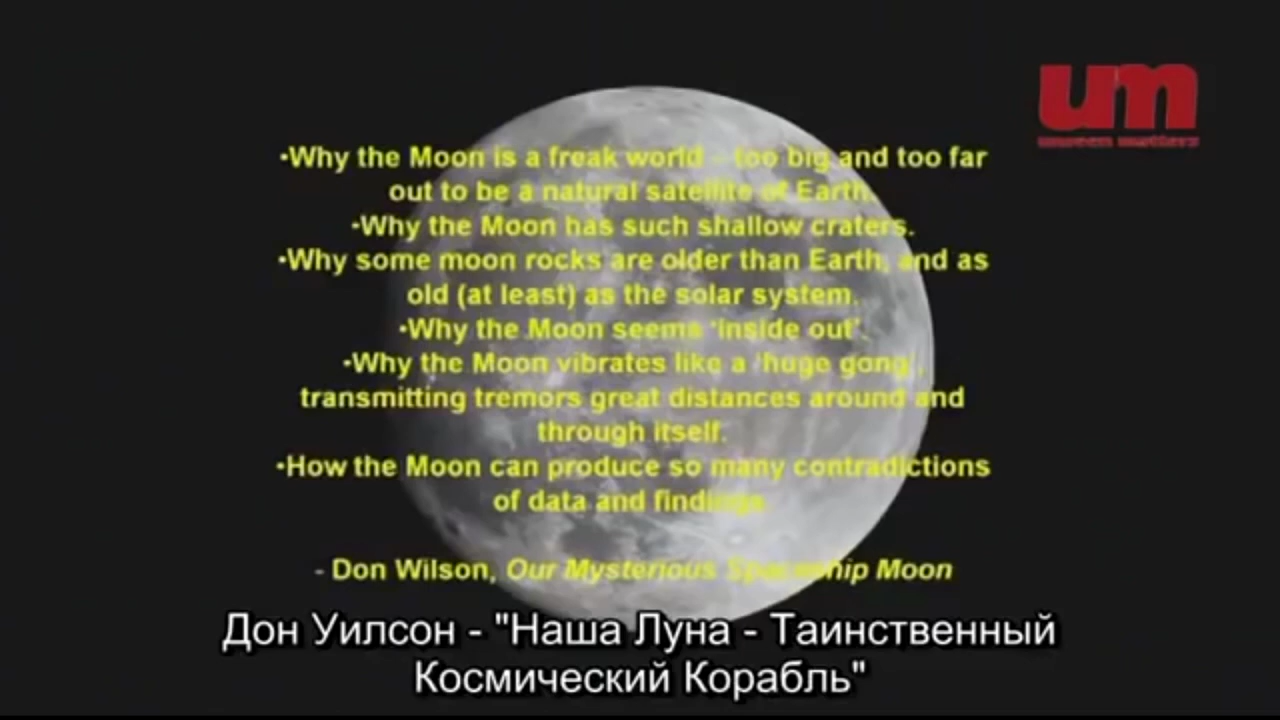 um
unseen matters
•Why the Moon is a freak world – too big and too far
out to be a natural satellite of Earth.
•Why the Moon has such shallow craters.
•Why some moon rocks are older than Earth, and as
old (at least) as the solar system.
•Why the Moon seems 'inside out'.
•Why the Moon vibrates like a 'huge gong',
transmitting tremors great distances around and
through itself.
•How the Moon can produce so many contradictions
of data and findings.
- Don Wilson, Our Mysterious Spaceship Moon
Дон Уилсон - "Наша Луна - Таинственный
Космический Корабль"